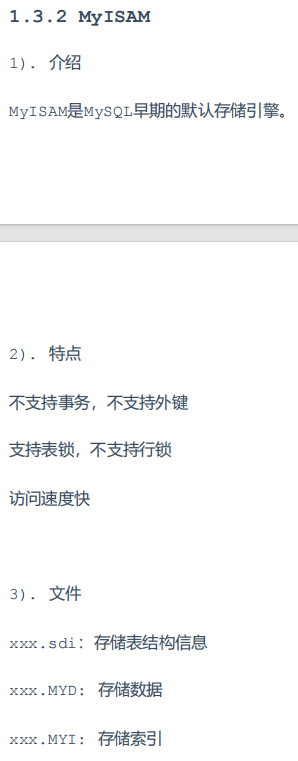 1.3.2 MyISAM
1). 介绍
MyISAM是MySQL早期的默认存储引擎。
2). 特点
不支持事务，不支持外键
支持表锁，不支持行锁
访问速度快
3). 文件
xxx.sdi：存储表结构信息
xxx.MYD: 存储数据
xxx.MYI: 存储索引